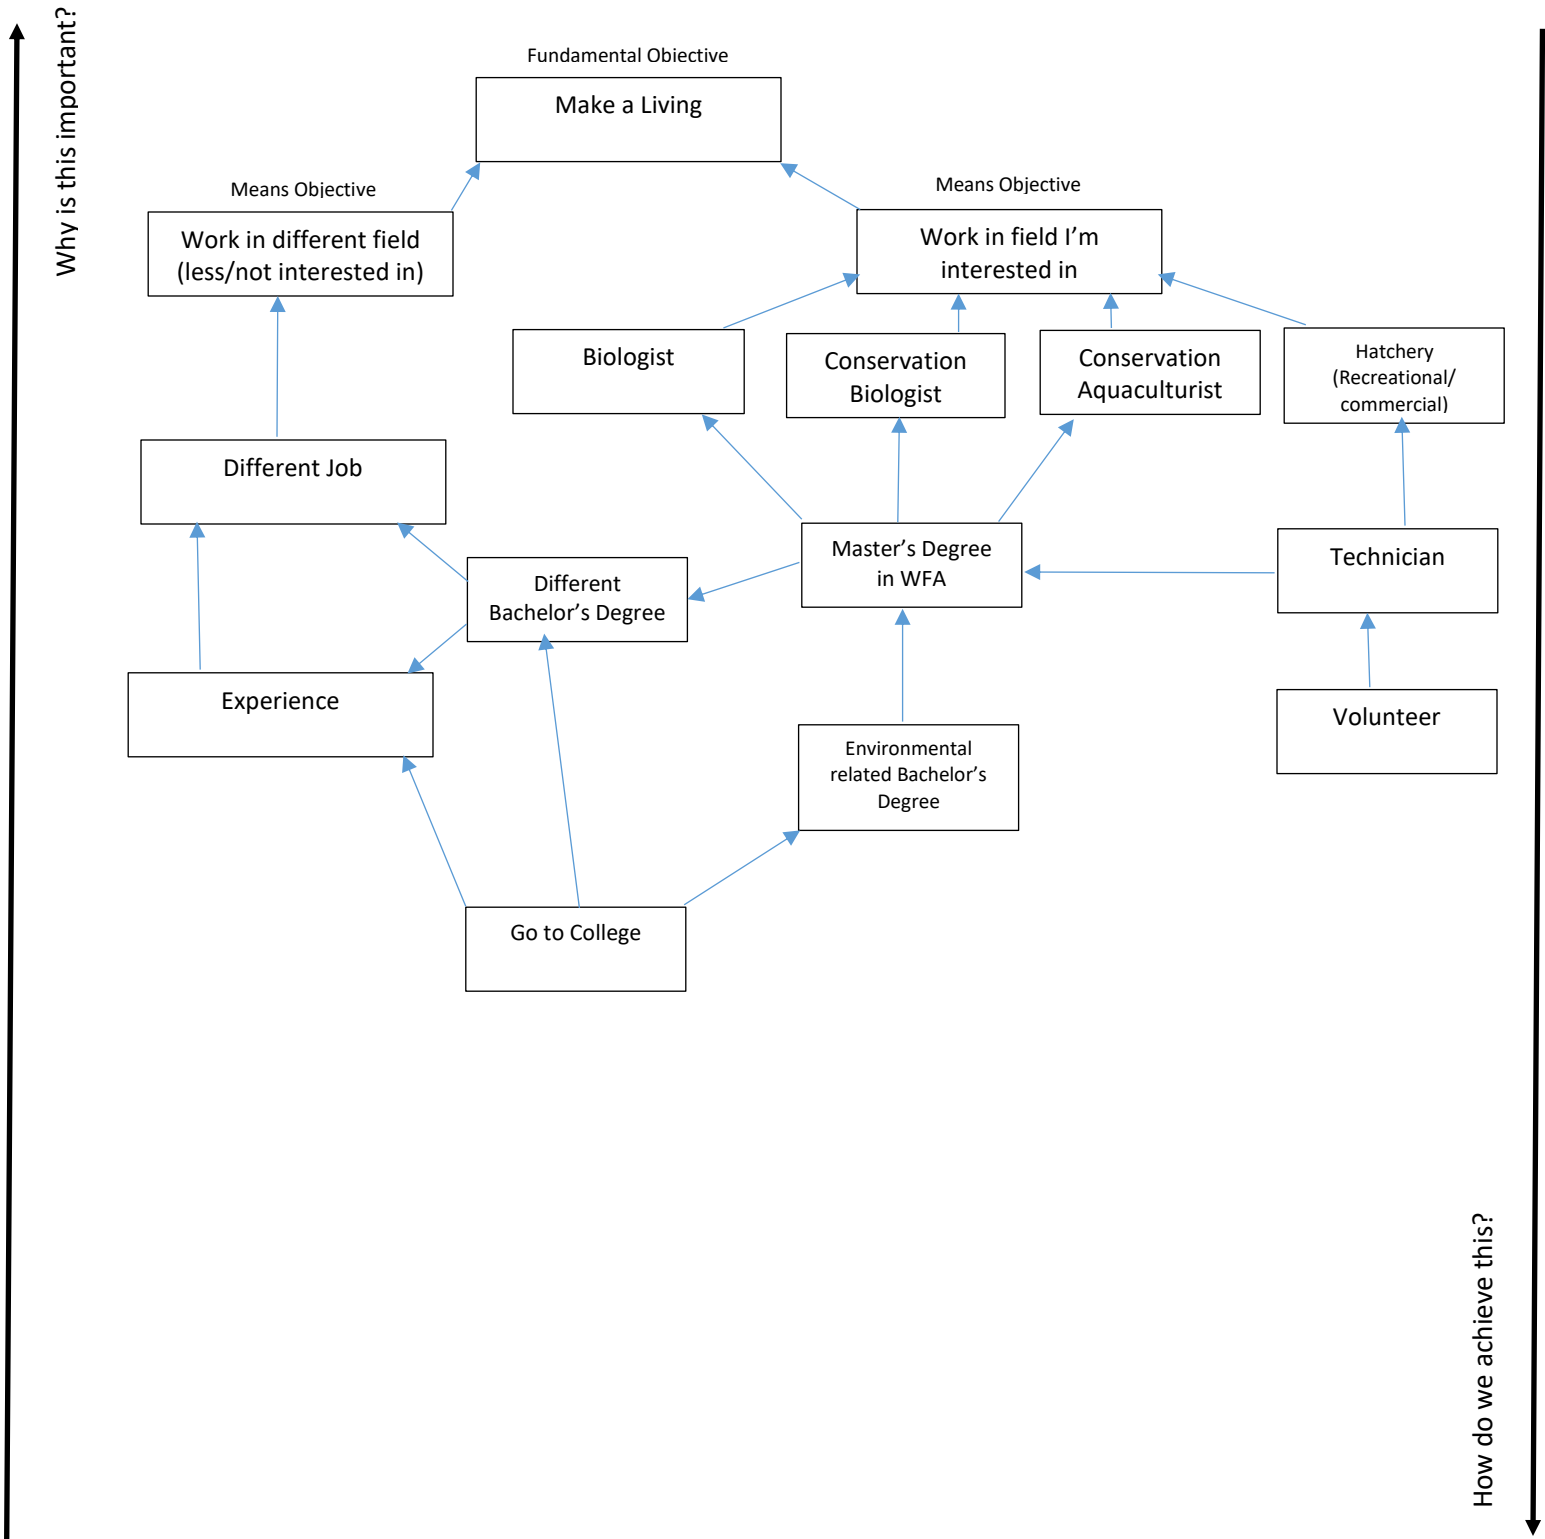 Why is this important?
Fundamental Objective
Make a Living
Means Objective
Means Objective
Work in different field
(less/not interested in)
Work in field I’m
interested in
Biologist
Conservation
Biologist
Conservation
Aquaculturist
Hatchery
(Recreational/
commercial)
Different Job
Master’s Degree
in WFA
Technician
Different
Bachelor’s Degree
Experience
Volunteer
Environmental
related Bachelor’s
Degree
Go to College
How do we achieve this?